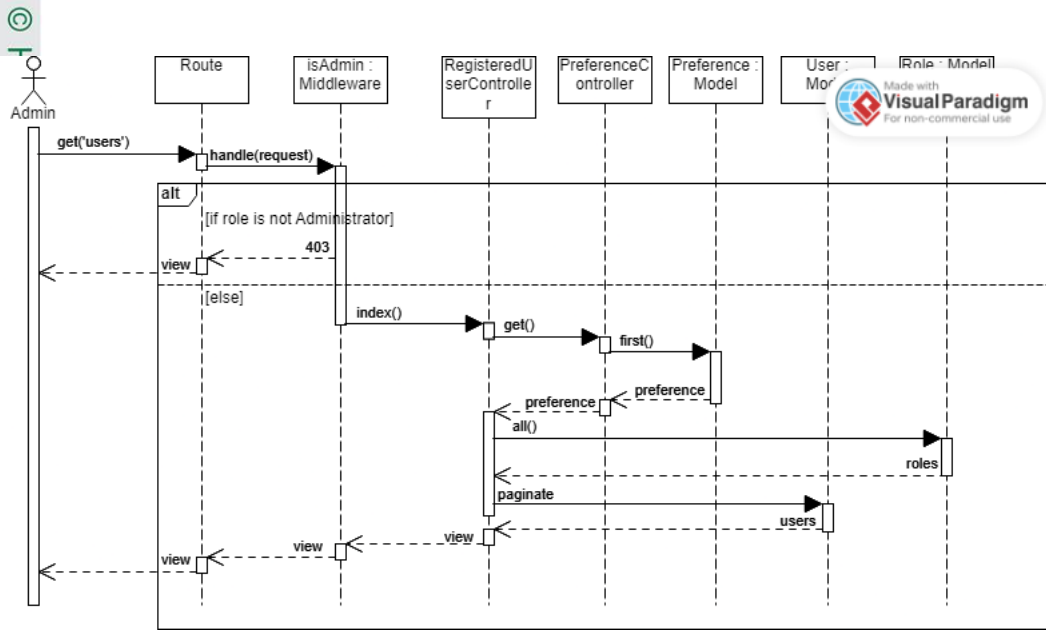 ©
Route
isAdmin :
Middleware
RegisteredU
serControlle
r
PreferenceC
ontroller
Preference :
Model
User :
Role : Model
Made with
Visual Paradigm
For non-commercial use
Admin
get('users')
handle(request)
alt
[if role is not Administrator]
403
view
[else]
index()
get()
first()
preference
preference
all()
roles
paginate
users
view
view
view